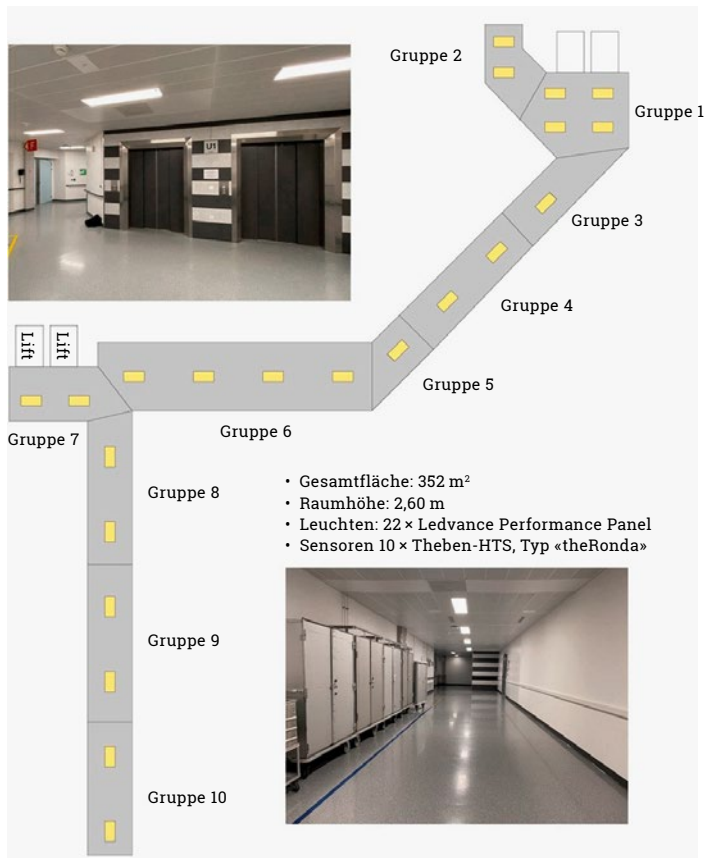 Gruppe 2
Gruppe 1
U1
Gruppe 3
Gruppe 4
Lift
Lift
Gruppe 5
Gruppe 6
Gruppe 7
Gruppe 8
• Gesamtfläche: 352 m²
• Raumhöhe: 2,60 m
• Leuchten: 22 × Ledvance Performance Panel
• Sensoren 10 × Theben-HTS, Typ «theRonda»
Gruppe 9
Gruppe 10